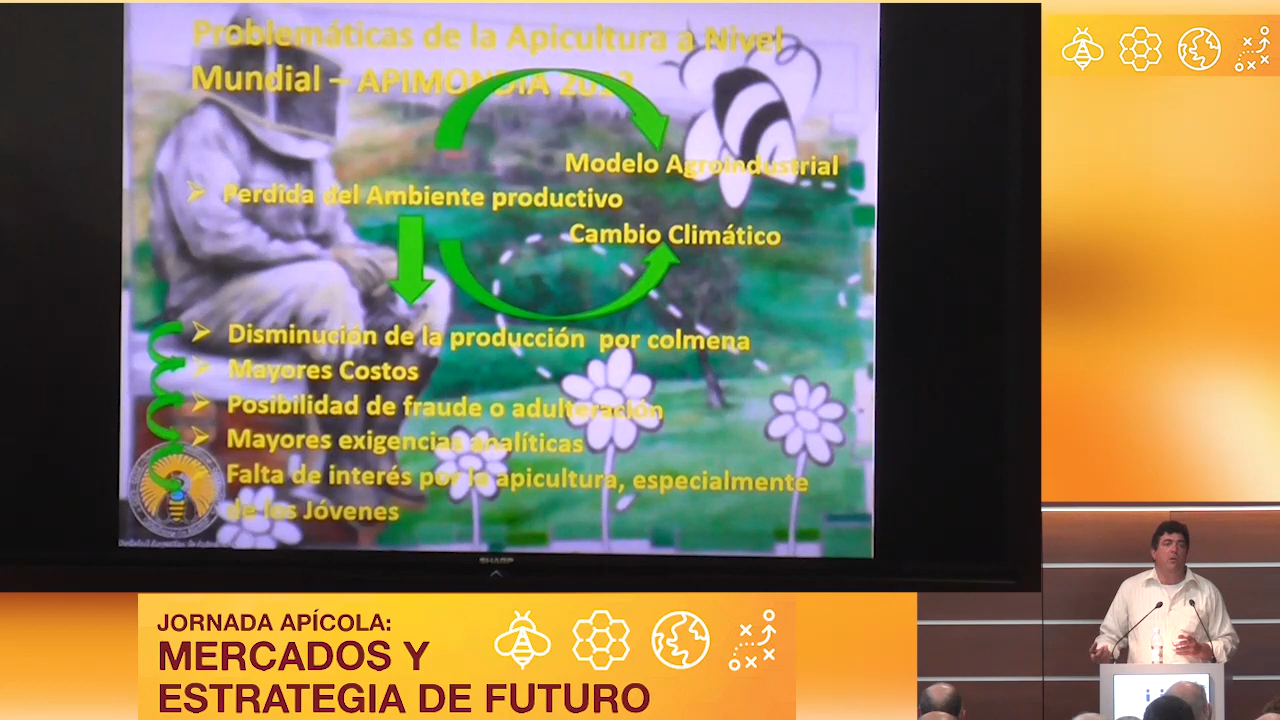 Problemáticas de la Apicultura a Nivel
Mundial – APIMONDIA 2013
Modelo Agroindustrial
Perdida del Ambiente productivo
Cambio Climático
Disminución de la producción por colmena
Mayores Costos
Posibilidad de fraude o adulteración
Mayores exigencias analíticas
Falta de interés por la apicultura, especialmente
de los Jóvenes
SHARP
JORNADA APÍCOLA:
MERCADOS Y
ESTRATEGIA DE FUTURO